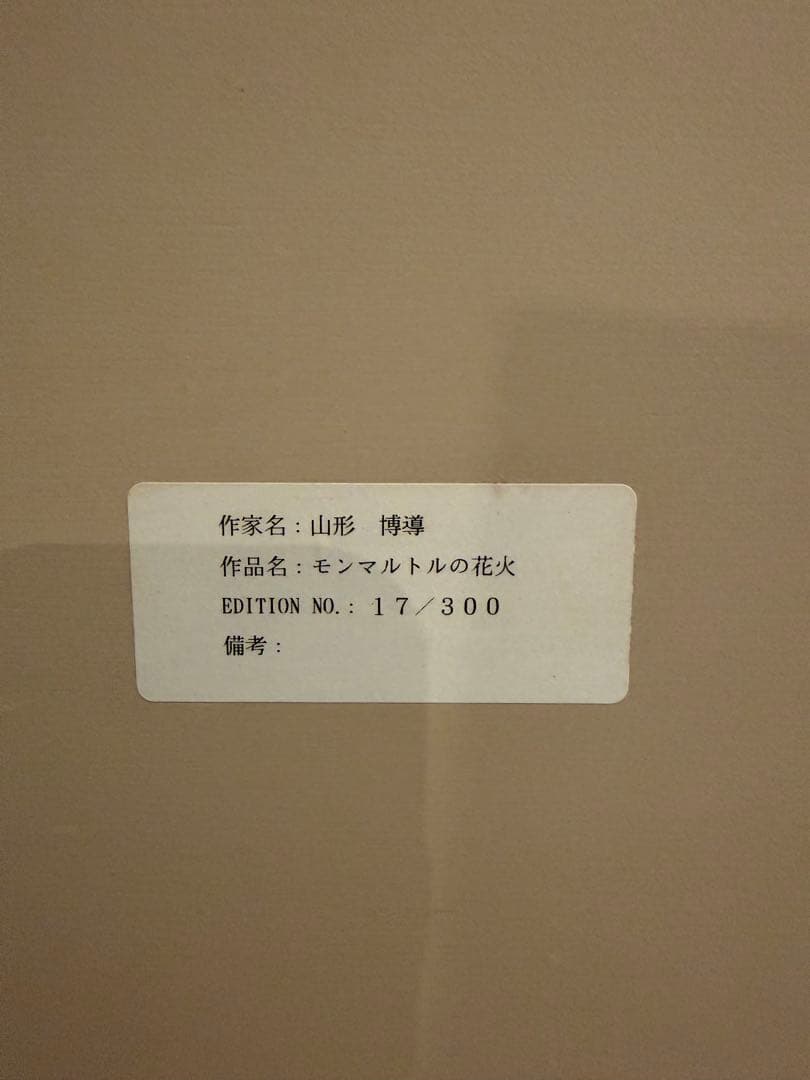 作家名：山形　博導
作品名：モンマルトルの花火
EDITION NO.：１７／３００
備考：